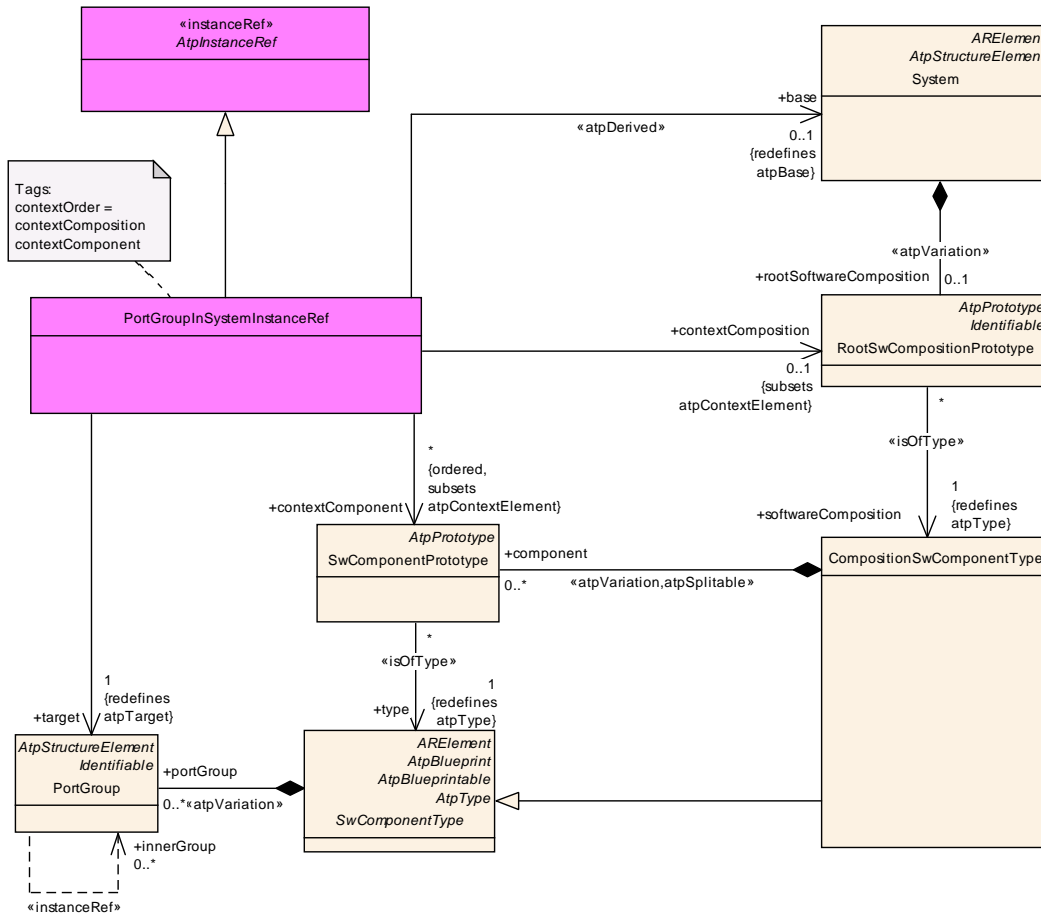 «instanceRef»
AtpInstanceRef
ARElemen
AtpStructureElemen
System
+base
«atpDerived»
0..1
{redefines
atpBase}
Tags:
contextOrder =
contextComposition
contextComponent
«atpVariation»
+rootSoftwareComposition
0..1
PortGroupInSystemInstanceRef
AtpPrototype
Identifiable
RootSwCompositionPrototype
+contextComposition
0..1
{subsets
atpContextElement}
*
«isOfType»
1
{redefines
atpType}
+softwareComposition
*
{ordered,
subsets
atpContextElement}
+contextComponent
AtpPrototype
SwComponentPrototype
+component
0..*
«atpVariation,atpSplitable»
CompositionSwComponentType
*
«isOfType»
1
{redefines
atpType}
+type
1
{redefines
atpTarget}
+target
AtpStructureElement
Identifiable
PortGroup
+portGroup
0..* «atpVariation»
ARElement
AtpBlueprint
AtpBlueprintable
AtpType
SwComponentType
+innerGroup
0..*
«instanceRef»